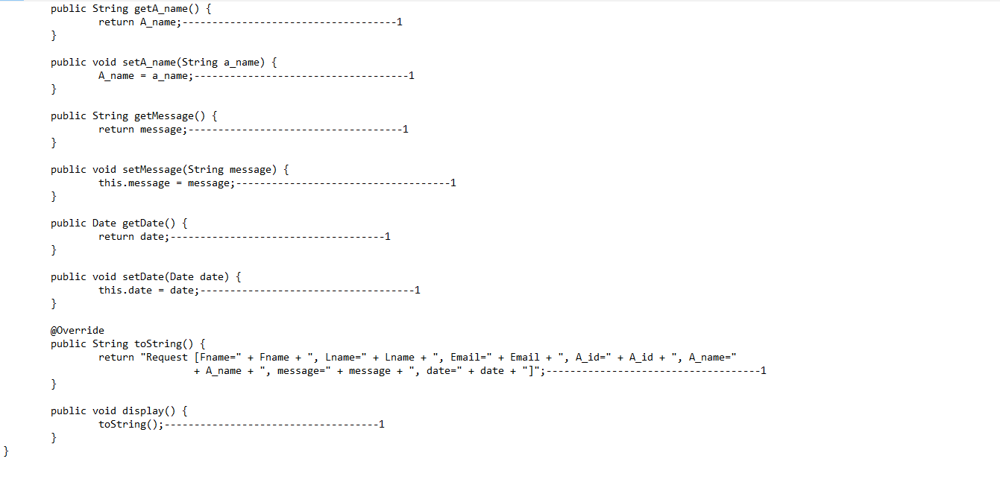 public String getA_name() {
return A_name;------------------------------------1
}
public void setA_name(String a_name) {
A_name = a_name;------------------------------------1
}
public String getMessage() {
return message;------------------------------------1
}
public void setMessage(String message) {
this.message = message;------------------------------------1
}
public Date getDate() {
return date;------------------------------------1
}
public void setDate(Date date) {
this.date = date;------------------------------------1
}
@Override
public String toString() {
return "Request [Fname=" + Fname + ", Lname=" + Lname + ", Email=" + Email + ", A_id=" + A_id + ", A_name="
+ A_name + ", message=" + message + ", date=" + date + "]";------------------------------------1
}
public void display() {
toString();------------------------------------1
}
}